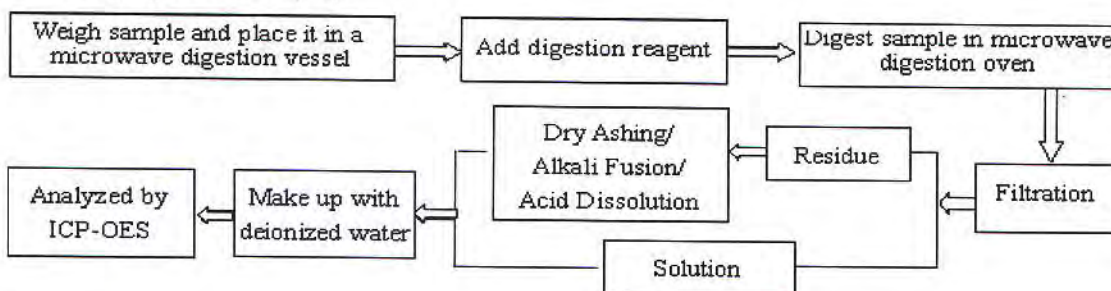 Weigh sample and place it in a
microwave digestion vessel
Add digestion reagent
Digest sample in microwave
digestion oven
Filtration
Residue
Dry Ashing/
Alkali Fusion/
Acid Dissolution
Solution
Make up with
deionized water
Analyzed by
ICP-OES